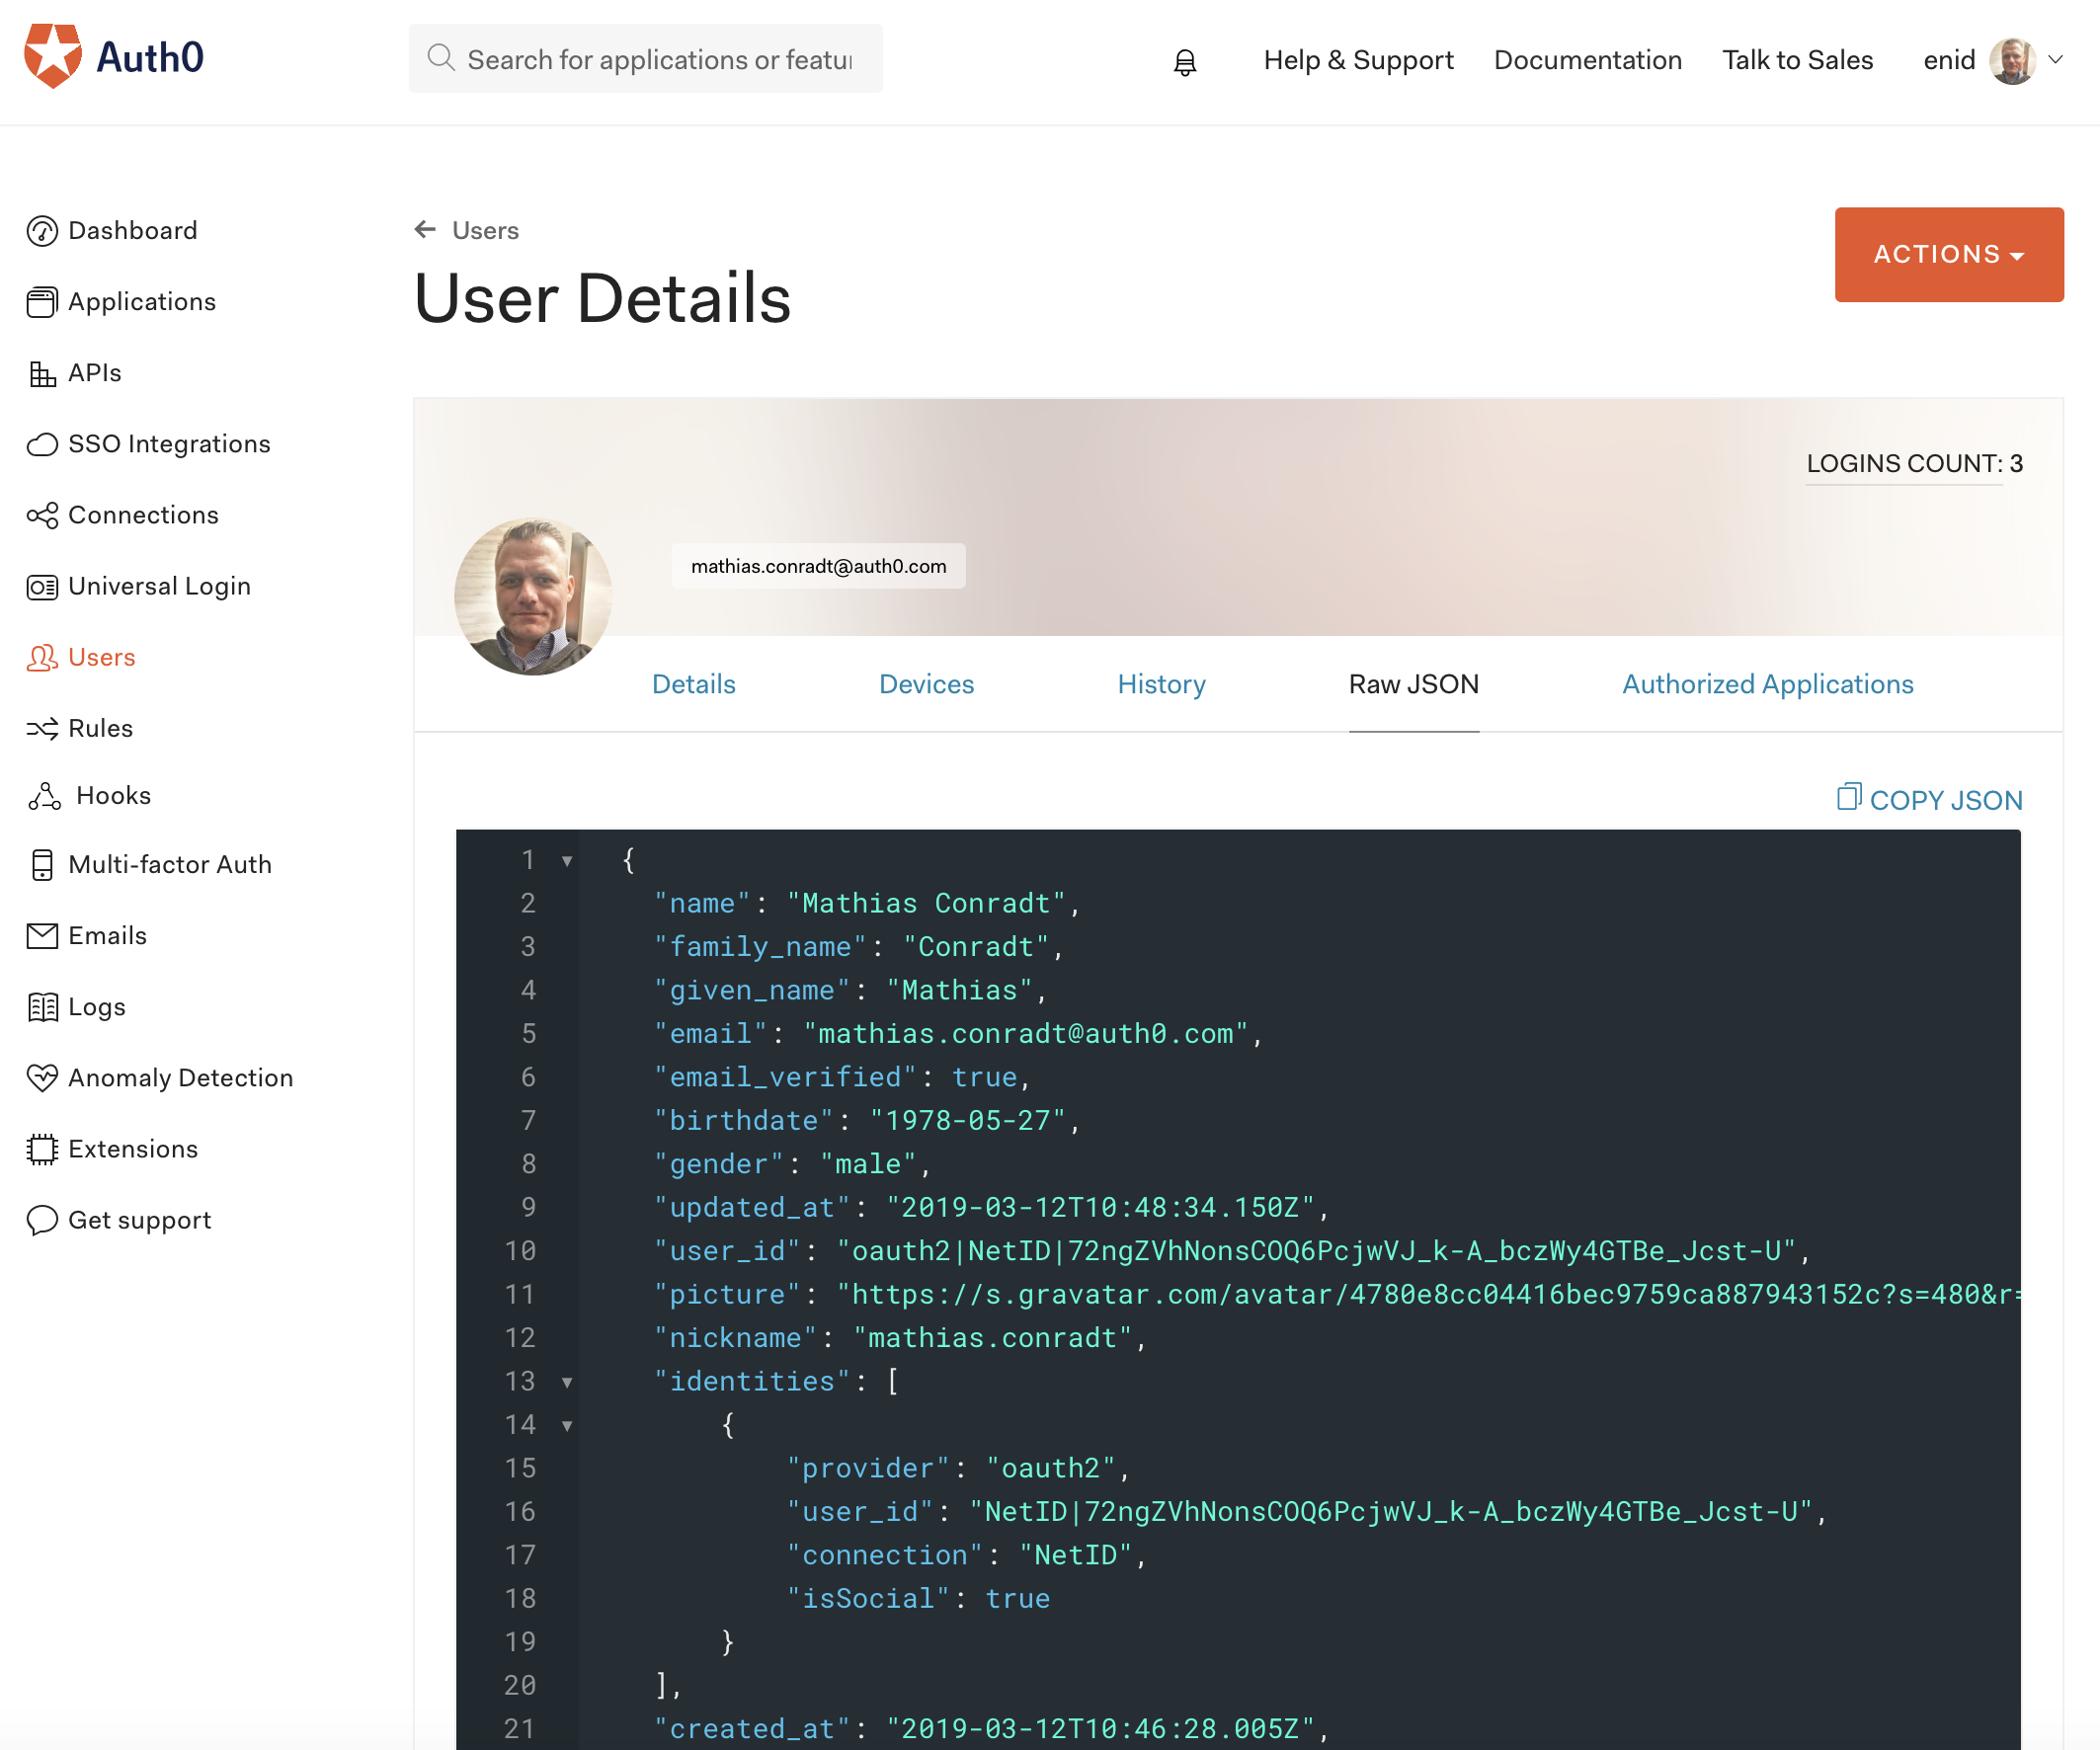 Auth0
Search for applications or featu
Help & Support
Documentation
Talk to Sales
enid
Dashboard
Applications
APIs
SSO Integrations
Connections
Universal Login
Users
Rules
Hooks
Multi-factor Auth
Emails
Logs
Anomaly Detection
Extensions
Get support
← Users
User Details
ACTIONS
LOGINS COUNT: 3
mathias.conradt@auth0.com
Details
Devices
History
Raw JSON
Authorized Applications
COPY JSON
1 {
2 "name": "Mathias Conradt",
3 "family_name": "Conradt",
4 "given_name": "Mathias",
5 "email": "mathias.conradt@auth0.com",
6 "email_verified": true,
7 "birthdate": "1978-05-27",
8 "gender": "male",
9 "updated_at": "2019-03-12T10:48:34.150Z",
10 "user_id": "oauth2|NetID|72ngZVhNonsCOQ6PcjwVJ_k-A_bczWy4GTBe_Jcst-U",
11 "picture": "https://s.gravatar.com/avatar/4780e8cc04416bec9759ca887943152c?s=480&r=
12 "nickname": "mathias.conradt",
13 "identities": [
14 {
15 "provider": "oauth2",
16 "user_id": "NetID|72ngZVhNonsCOQ6PcjwVJ_k-A_bczWy4GTBe_Jcst-U",
17 "connection": "NetID",
18 "isSocial": true
19 }
20 ],
21 "created_at": "2019-03-12T10:46:28.005Z",